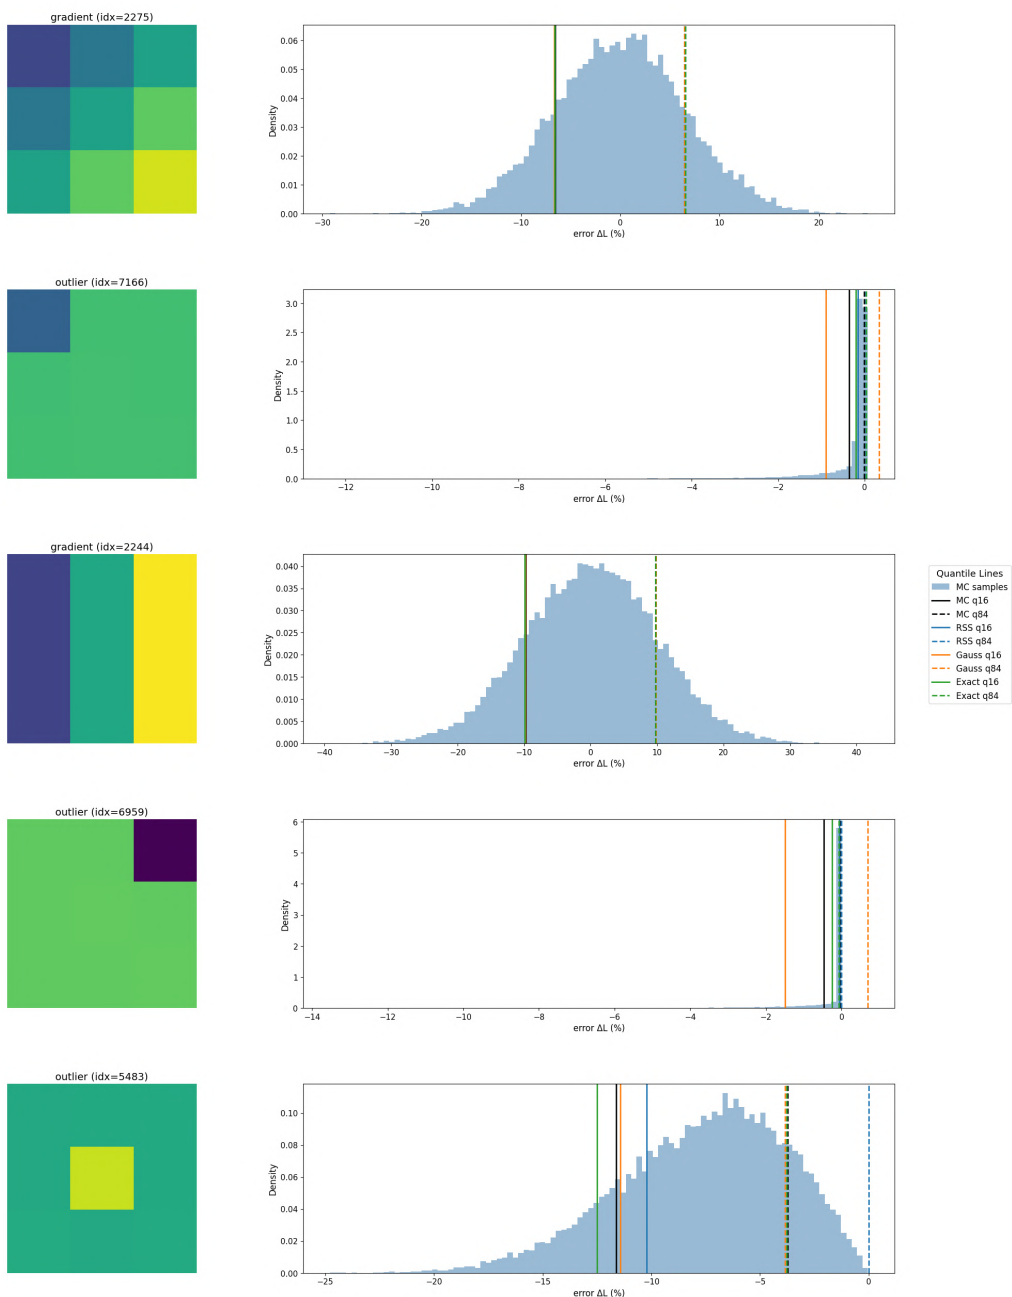 gradient (idx=2275)
0.06
0.05
0.04
0.03
0.02
0.01
0.00
Density
−30 −20 −10 0 10 20
error ΔL (%)
outlier (idx=7166)
3.0
2.5
2.0
1.5
1.0
0.5
0.0
Density
−12 −10 −8 −6 −4 −2 0
error ΔL (%)
gradient (idx=2244)
0.040
0.035
0.030
0.025
0.020
0.015
0.010
0.005
0.000
Density
−40 −30 −20 −10 0 10 20 30 40
error ΔL (%)
Quantile Lines
MC samples
MC q16
MC q84
RSS q16
RSS q84
Gauss q16
Gauss q84
Exact q16
Exact q84
outlier (idx=6959)
6
5
4
3
2
1
0
Density
−14 −12 −10 −8 −6 −4 −2 0
error ΔL (%)
outlier (idx=5483)
0.10
0.08
0.06
0.04
0.02
0.00
Density
−25 −20 −15 −10 −5 0
error ΔL (%)